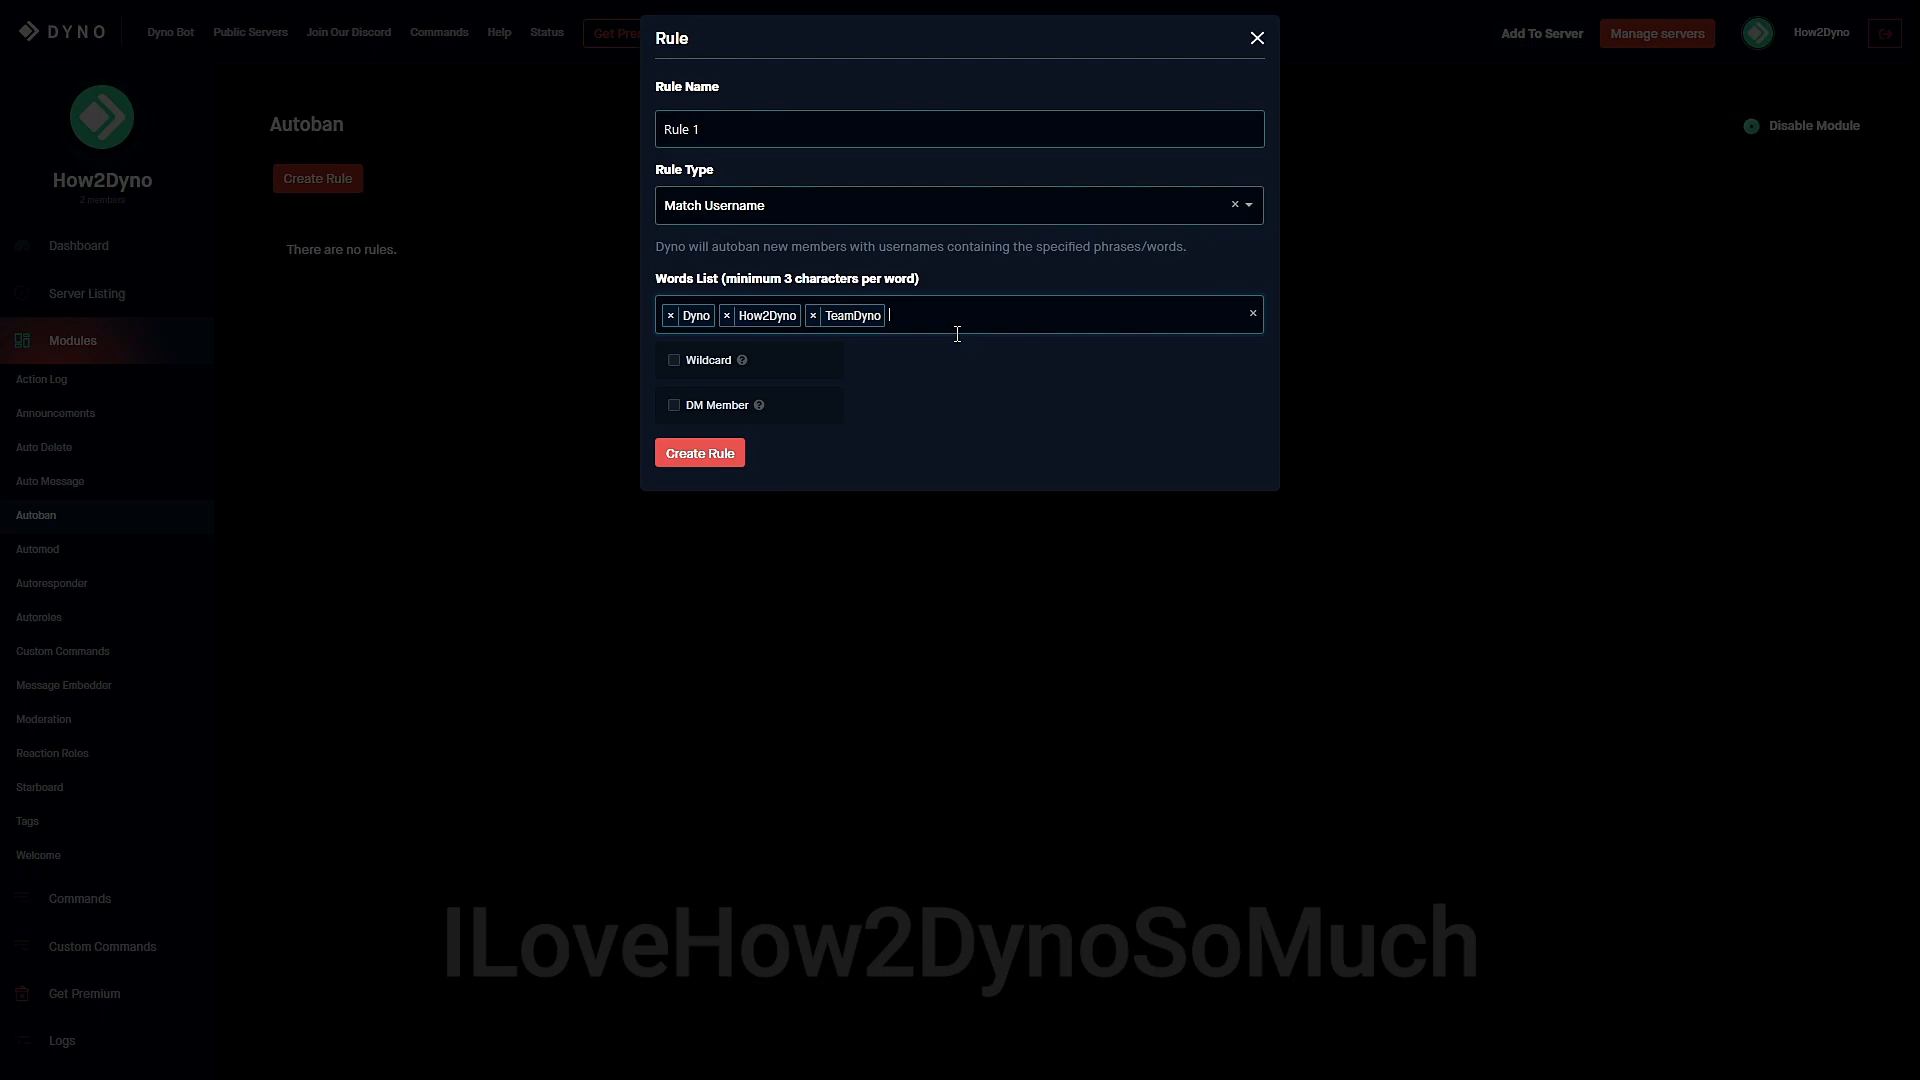 DYNO
Dyno Bot
Public Servers
Join Our Discord
Commands
Help
Status
Get Pre
Add To Server
Manage servers
How2Dyno
How2Dyno
2 members
Dashboard
Server Listing
Modules
Action Log
Announcements
Auto Delete
Auto Message
Autoban
Automod
Autoresponder
Autoroles
Custom Commands
Message Embedder
Moderation
Reaction Roles
Starboard
Tags
Welcome
Commands
Custom Commands
Get Premium
Logs
Autoban
Disable Module
Create Rule
There are no rules.
Rule
Rule Name
Rule 1
Rule Type
Match Username
Dyno will autoban new members with usernames containing the specified phrases/words.
Words List (minimum 3 characters per word)
× Dyno × How2Dyno × TeamDyno
Wildcard
DM Member
Create Rule
ILoveHow2DynoSoMuch